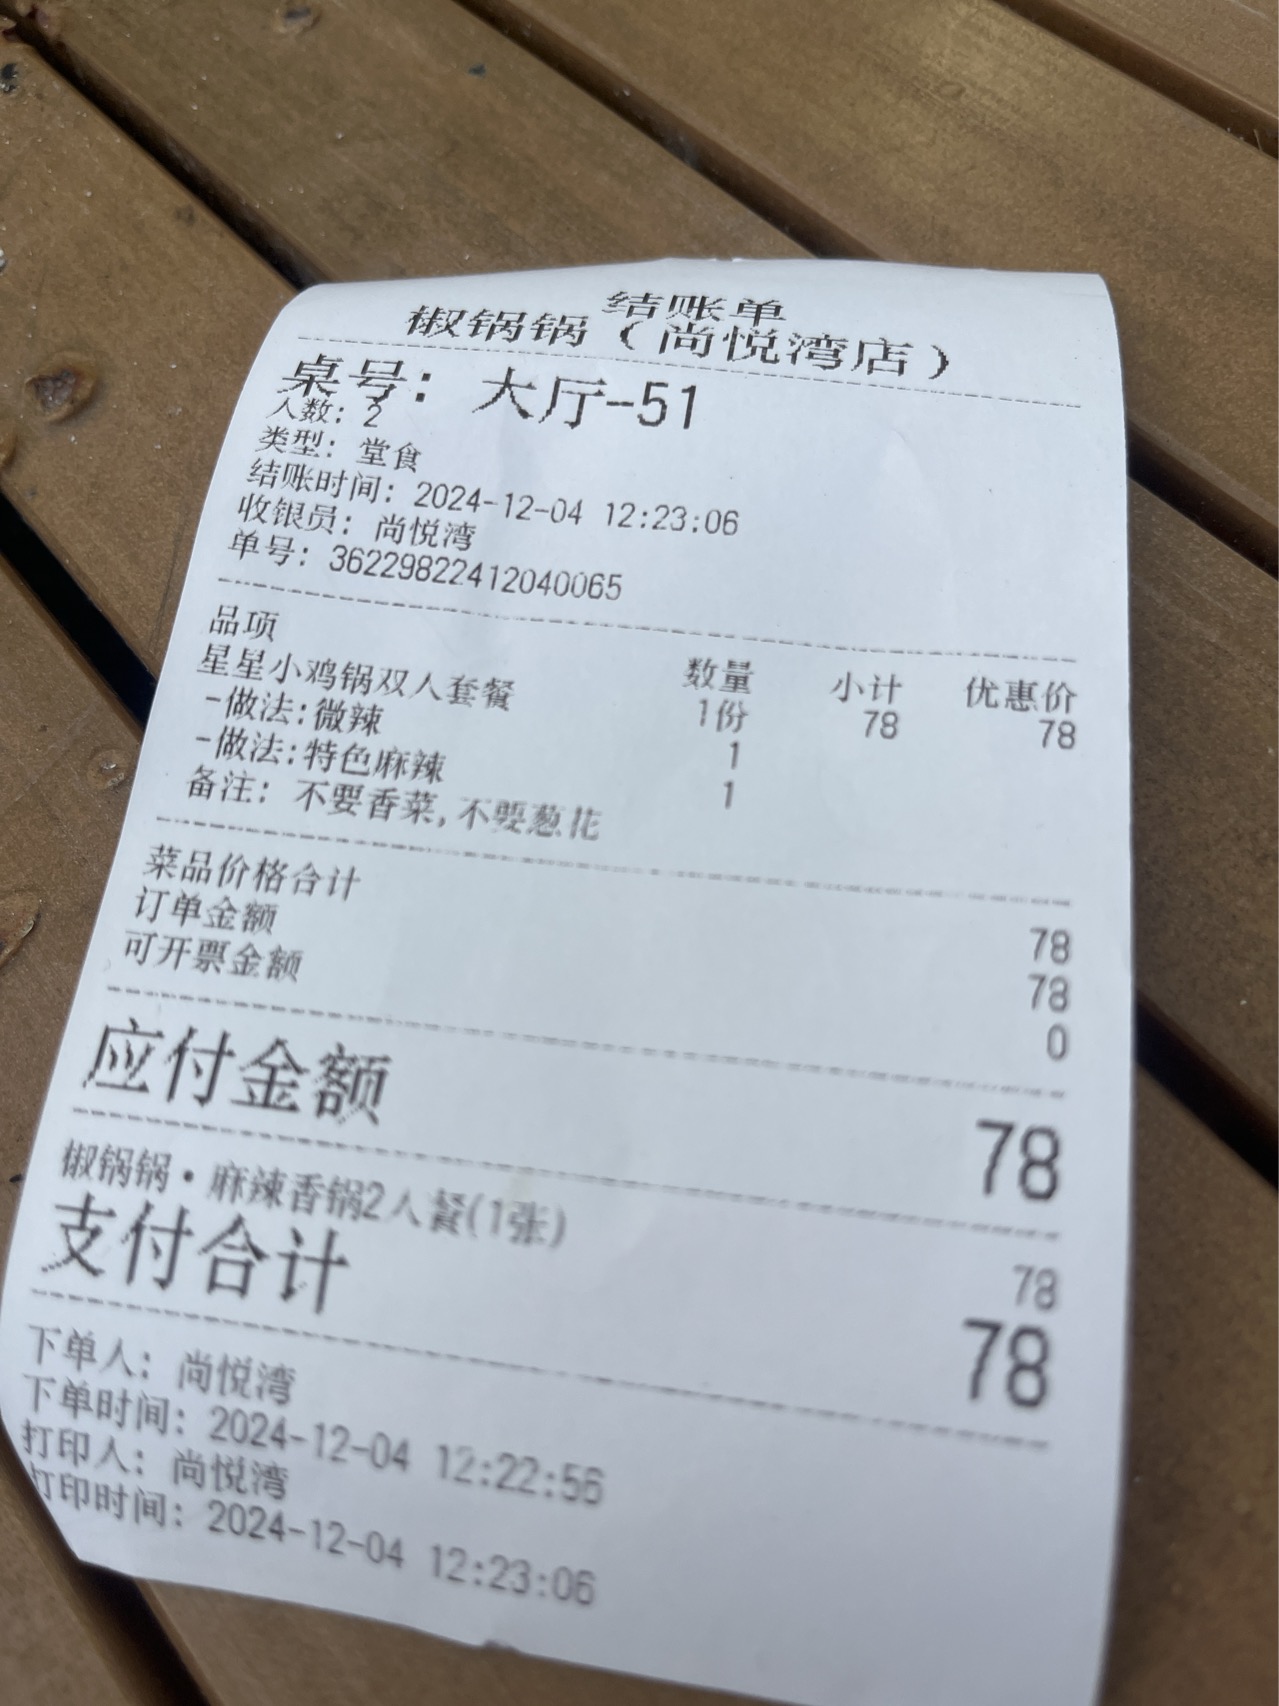 结账单
椒锅锅（尚悦湾店）
桌号：大厅-51
人数：2
类型：堂食
结账时间：2024-12-04 12:23:06
收银员：尚悦湾
单号：36229822412040065
品项 数量 小计 优惠价
星星小鸡锅双人套餐 1份 78 78
-做法:微辣 1
-做法:特色麻辣 1
备注：不要香菜,不要葱花
菜品价格合计 78
订单金额 78
可开票金额 0
应付金额 78
椒锅锅·麻辣香锅2人餐(1张) 78
支付合计 78
下单人：尚悦湾
下单时间：2024-12-04 12:22:56
打印人：尚悦湾
打印时间：2024-12-04 12:23:06